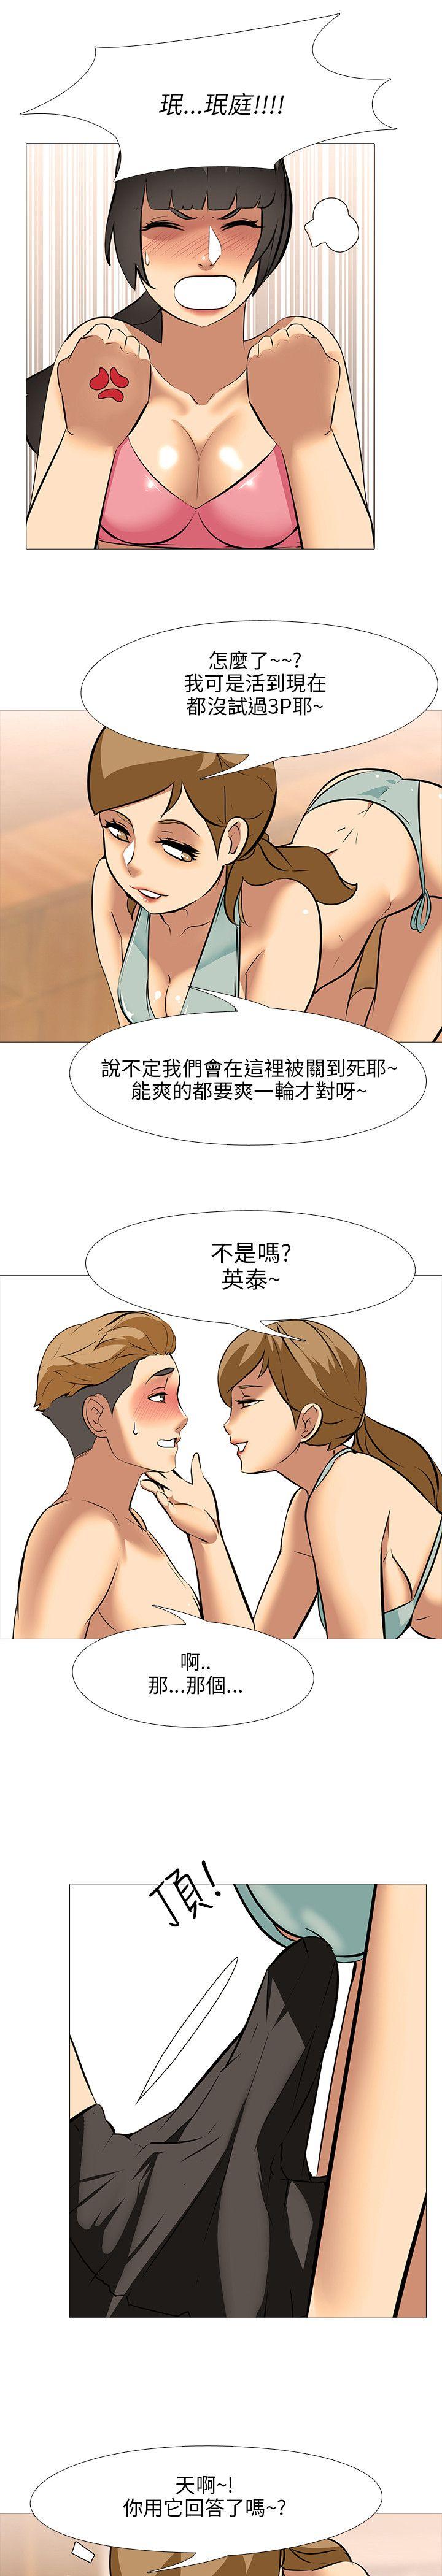 珉...珉庭!!!!
怎麼了~~?
我可是活到現在
都沒試過3P耶~
說不定我們會在這裡被關到死耶~
能爽的都要爽一輪才對呀~
不是嗎?
英泰~
啊..
那...那個...
頂!
天啊~!
你用它回答了嗎~?